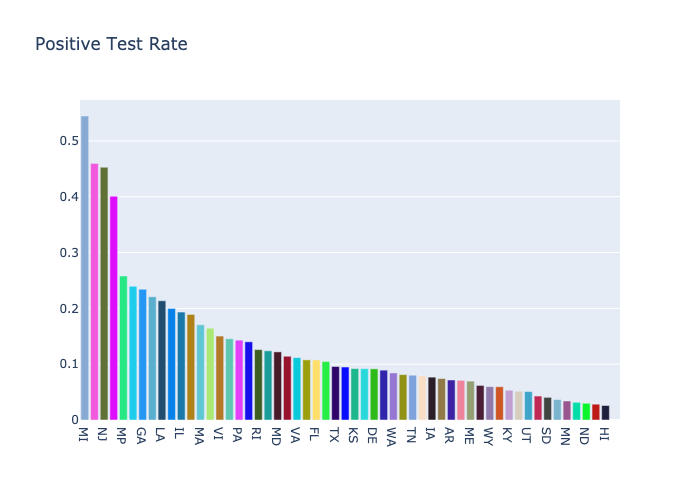 Positive Test Rate
0.5
0.4
0.3
0.2
0.1
0
MI
NJ
MP
GA
LA
IL
MA
VI
PA
RI
MD
VA
FL
TX
KS
DE
WA
TN
IA
AR
ME
WY
KY
UT
SD
MN
ND
HI